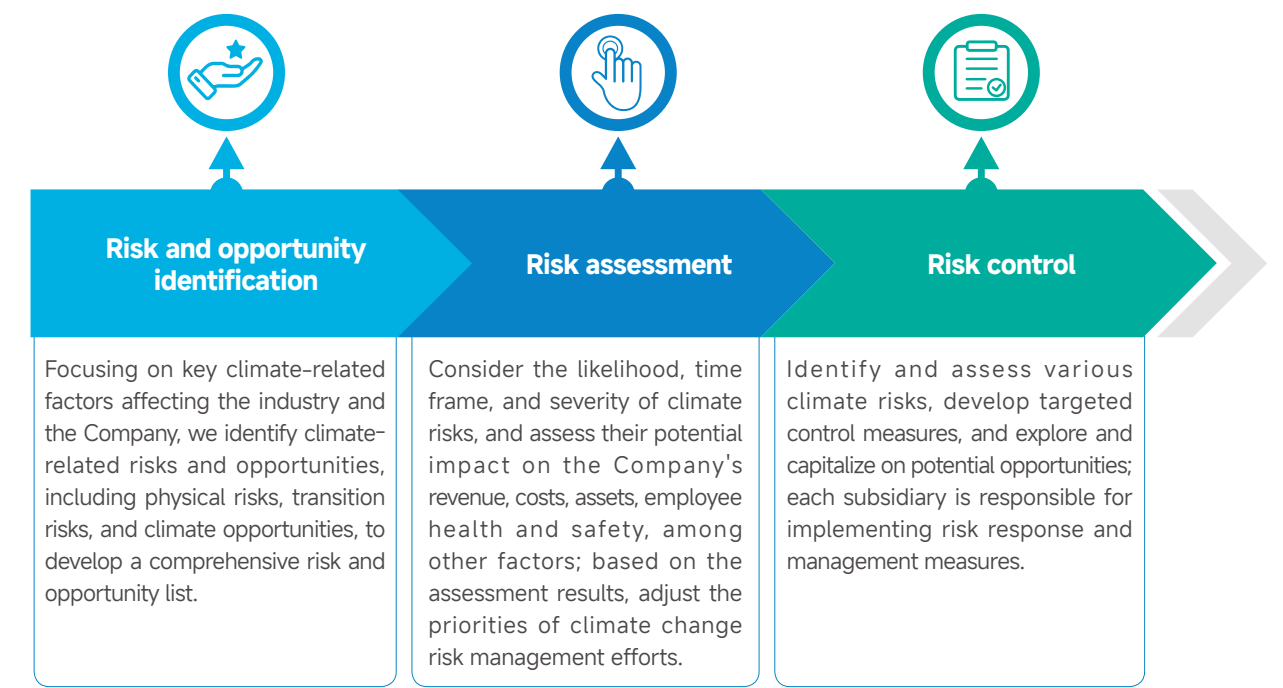 Risk and opportunity
identification
Risk assessment
Risk control
Focusing on key climate-related
factors affecting the industry and
the Company, we identify climate-
related risks and opportunities,
including physical risks, transition
risks, and climate opportunities, to
develop a comprehensive risk and
opportunity list.
Consider the likelihood, time
frame, and severity of climate
risks, and assess their potential
impact on the Company's
revenue, costs, assets, employee
health and safety, among
other factors; based on the
assessment results, adjust the
priorities of climate change
risk management efforts.
Identify and assess various
climate risks, develop targeted
control measures, and explore and
capitalize on potential opportunities;
each subsidiary is responsible for
implementing risk response and
management measures.